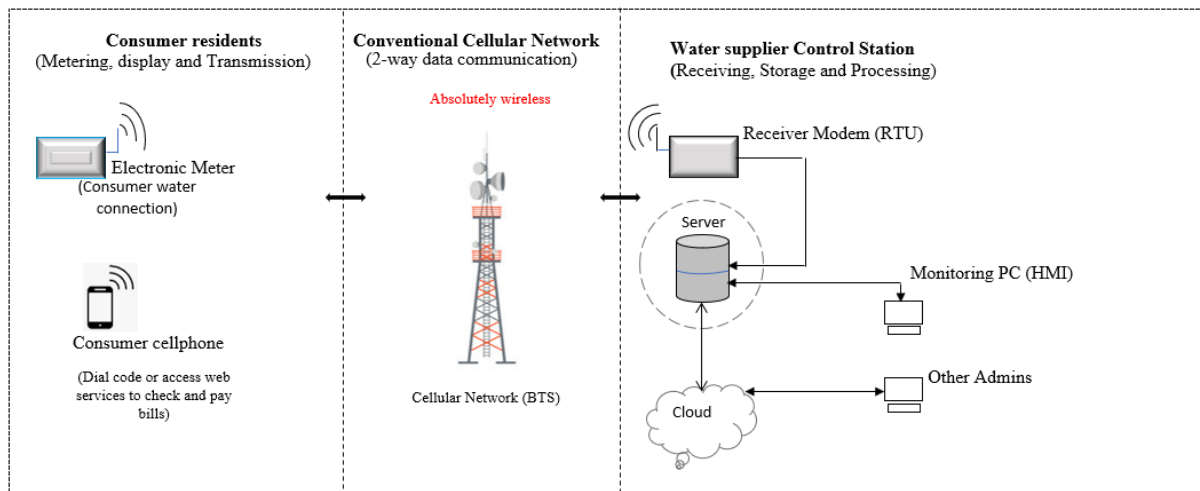 Consumer residents
(Metering, display and Transmission)
Electronic Meter
(Consumer water
connection)
Consumer cellphone
(Dial code or access web
services to check and pay
bills)
Conventional Cellular Network
(2-way data communication)
Absolutely wireless
Cellular Network (BTS)
Water supplier Control Station
(Receiving, Storage and Processing)
Receiver Modem (RTU)
Server
Monitoring PC (HMI)
Other Admins
Cloud